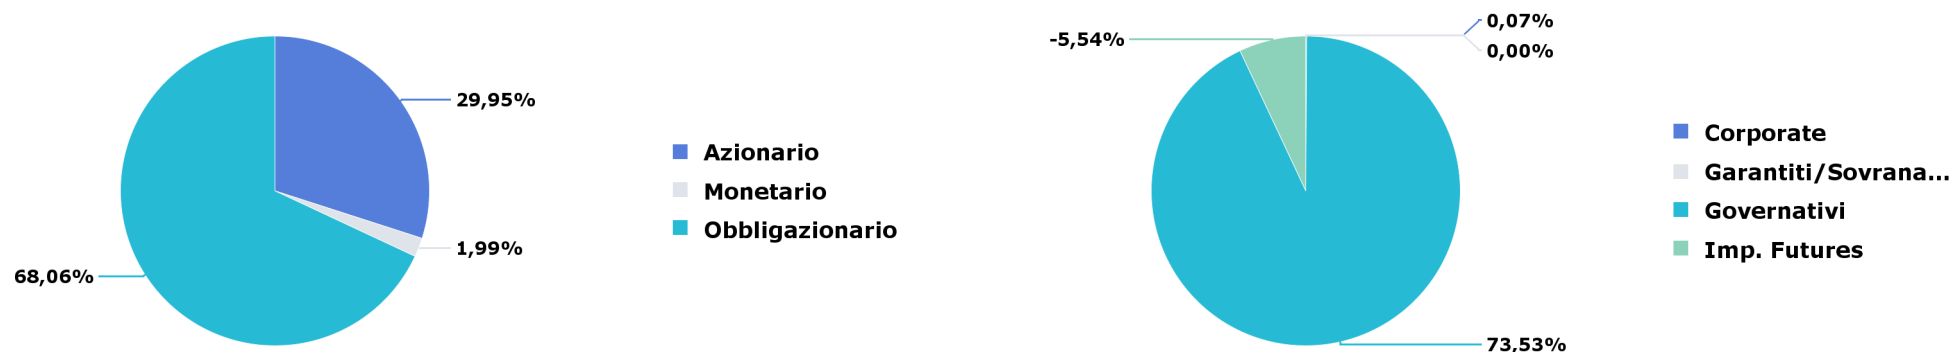 29,95%
1,99%
68,06%
Azionario
Monetario
Obbligazionario
-5,54%
0,07%
0,00%
73,53%
Corporate
Garantiti/Sovrana...
Governativi
Imp. Futures